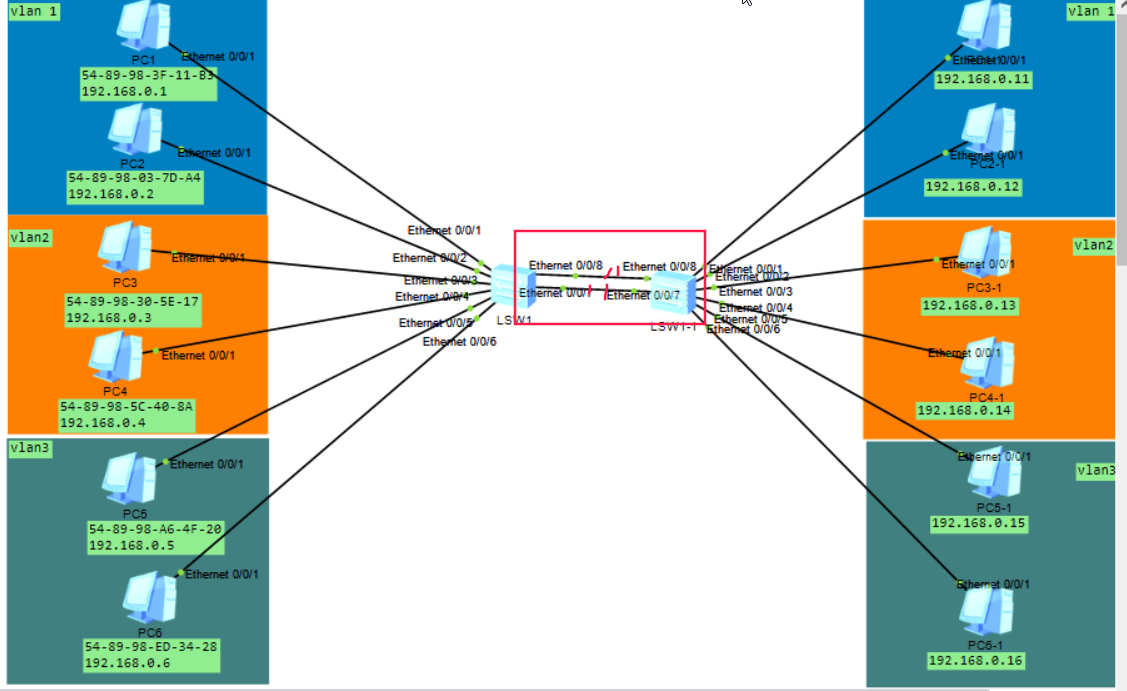 vlan 1
PC1
Ethernet 0/0/1
54-89-98-3F-11-B3
192.168.0.1
PC2
Ethernet 0/0/1
54-89-98-03-7D-A4
192.168.0.2
vlan2
PC3
Ethernet 0/0/1
54-89-98-30-5E-17
192.168.0.3
Ethernet 0/0/1
PC4
54-89-98-5C-40-8A
192.168.0.4
vlan3
Ethernet 0/0/1
PC5
54-89-98-A6-4F-20
192.168.0.5
Ethernet 0/0/1
PC6
54-89-98-ED-34-28
192.168.0.6
Ethernet 0/0/1
Ethernet 0/0/2
Ethernet 0/0/3
Ethernet 0/0/4
Ethernet 0/0/5
Ethernet 0/0/6
LSW1
Ethernet 0/0/8
Ethernet 0/0/8
Ethernet 0/0/7
Ethernet 0/0/7
LSW1-1
Ethernet 0/0/1
Ethernet 0/0/2
Ethernet 0/0/3
Ethernet 0/0/4
Ethernet 0/0/5
Ethernet 0/0/6
vlan 1
Ethernet 0/0/1
192.168.0.11
Ethernet 0/0/1
PC2-1
192.168.0.12
vlan2
Ethernet 0/0/1
PC3-1
192.168.0.13
Ethernet 0/0/1
PC4-1
192.168.0.14
Ethernet 0/0/1
vlan3
PC5-1
192.168.0.15
Ethernet 0/0/1
PC6-1
192.168.0.16